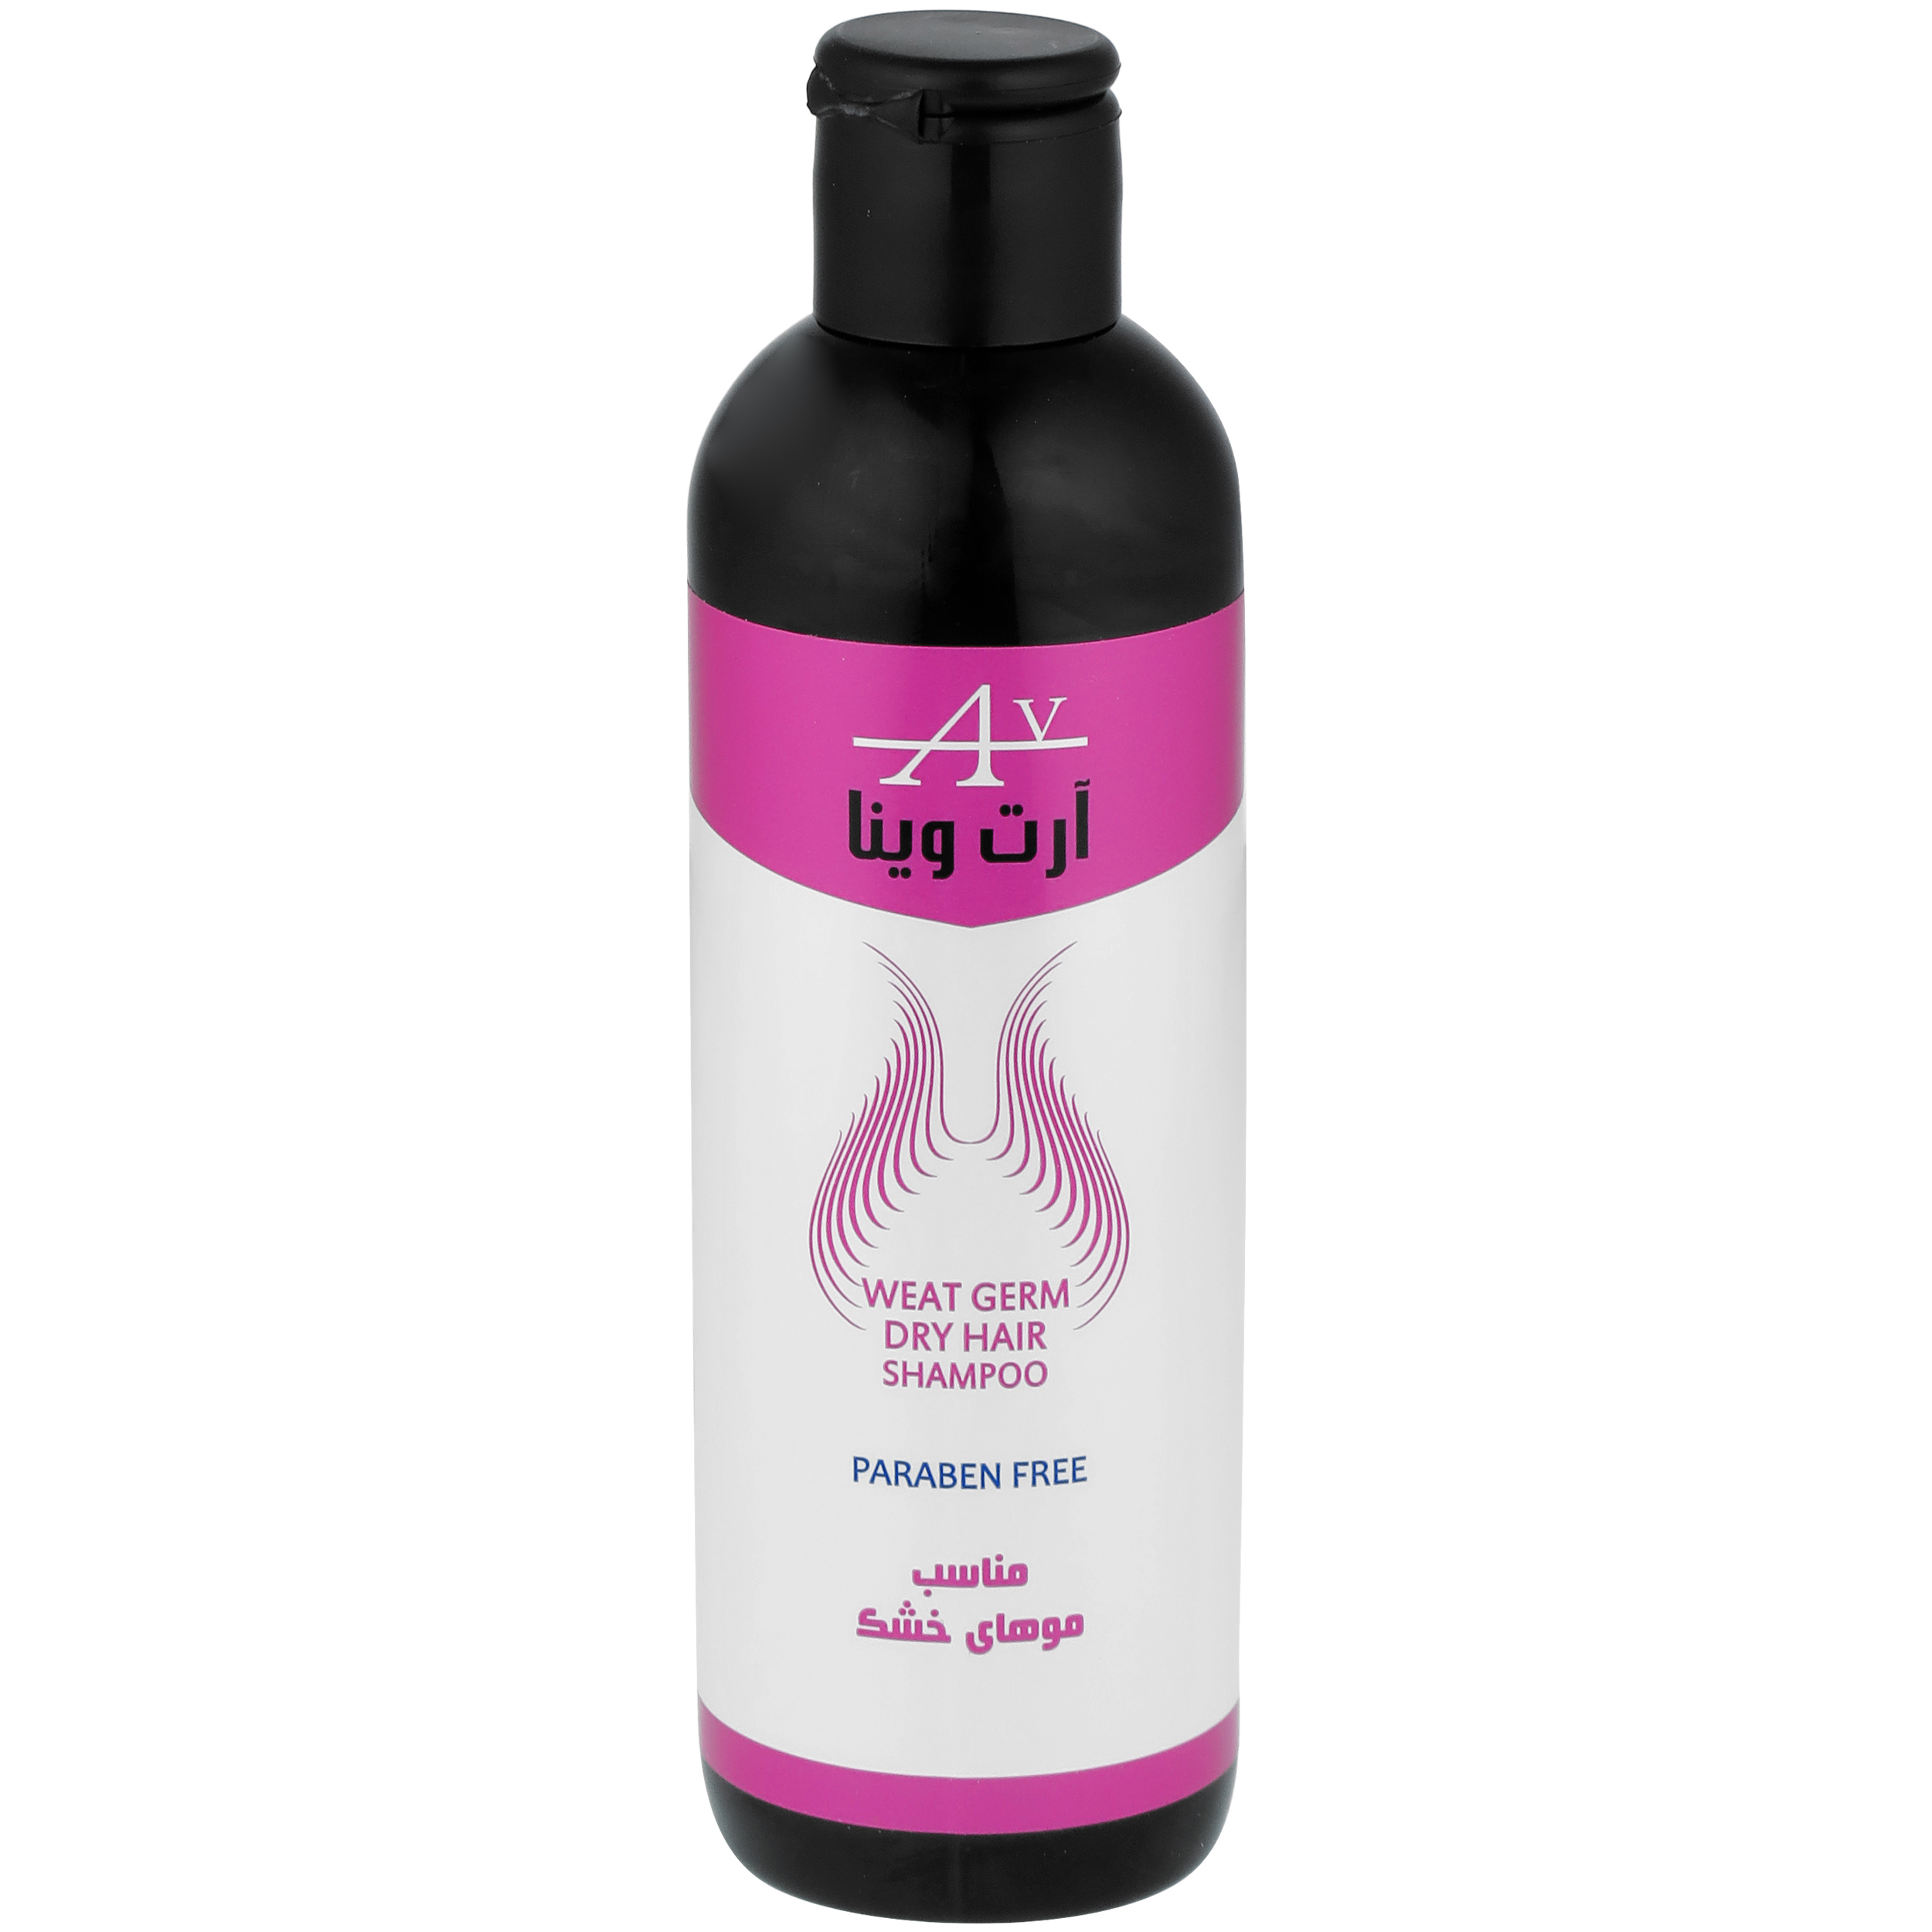 Av
آرت وینا
WEAT GERM
DRY HAIR
SHAMPOO
PARABEN FREE
مناسب
موهای خشک